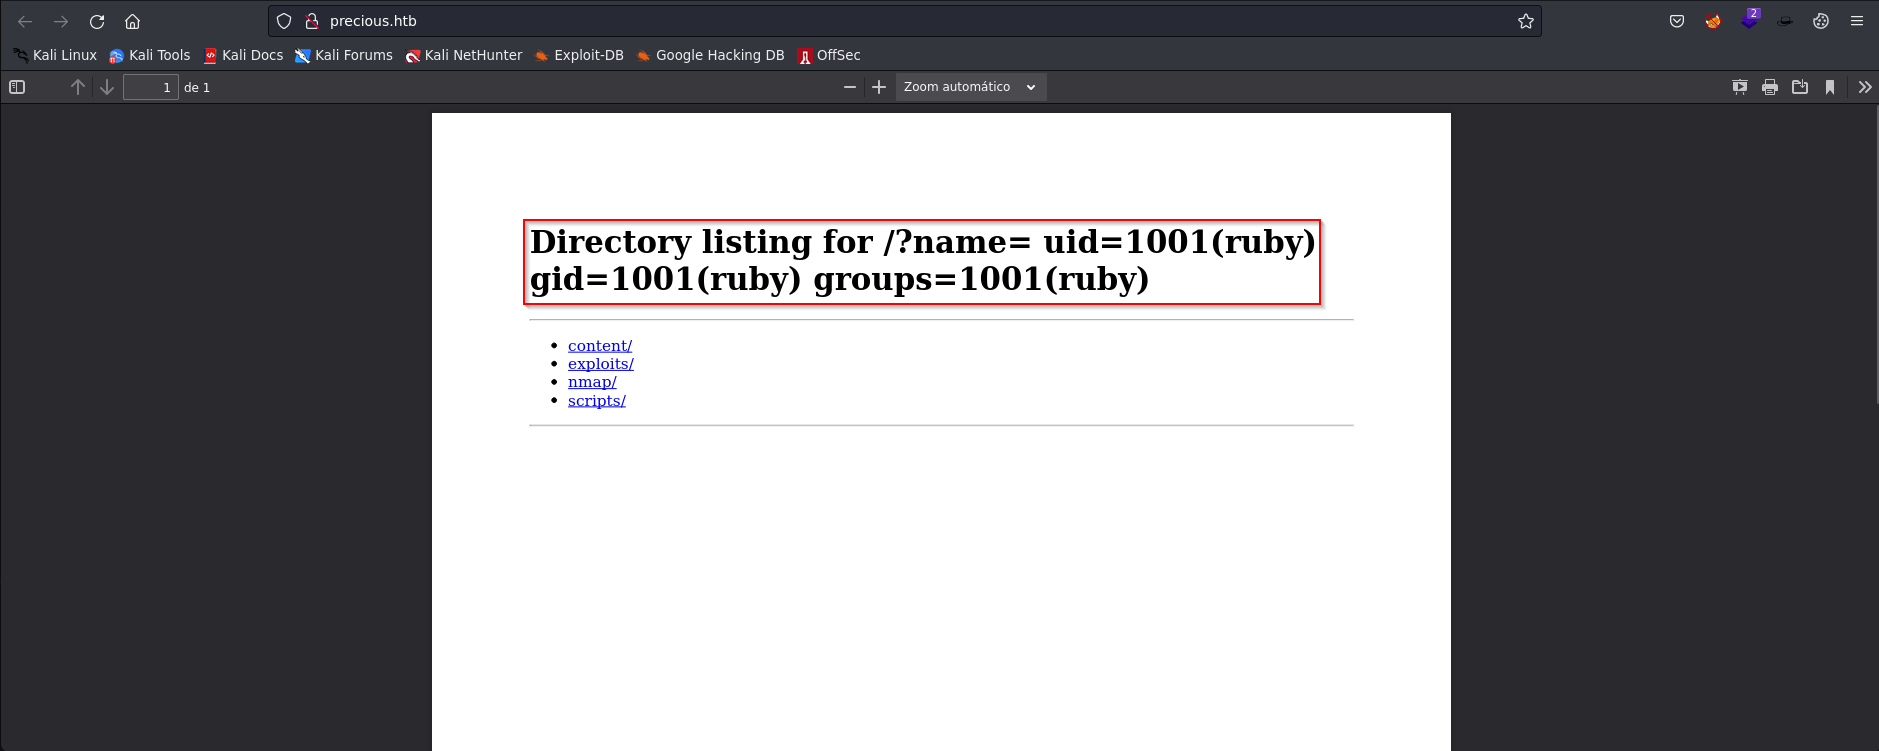 precious.htb
2
Kali Linux Kali Tools Kali Docs Kali Forums Kali NetHunter Exploit-DB Google Hacking DB OffSec
1 de 1 Zoom automático
Directory listing for /?name= uid=1001(ruby)
gid=1001(ruby) groups=1001(ruby)
content/
exploits/
nmap/
scripts/